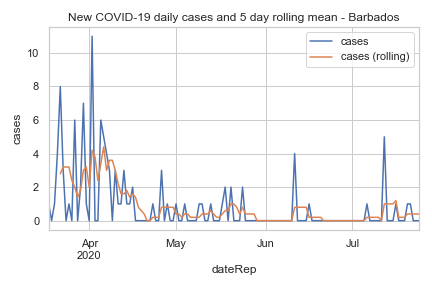 New COVID-19 daily cases and 5 day rolling mean - Barbados
cases
cases (rolling)
cases
10
8
6
4
2
0
Apr
2020
May
Jun
Jul
dateRep